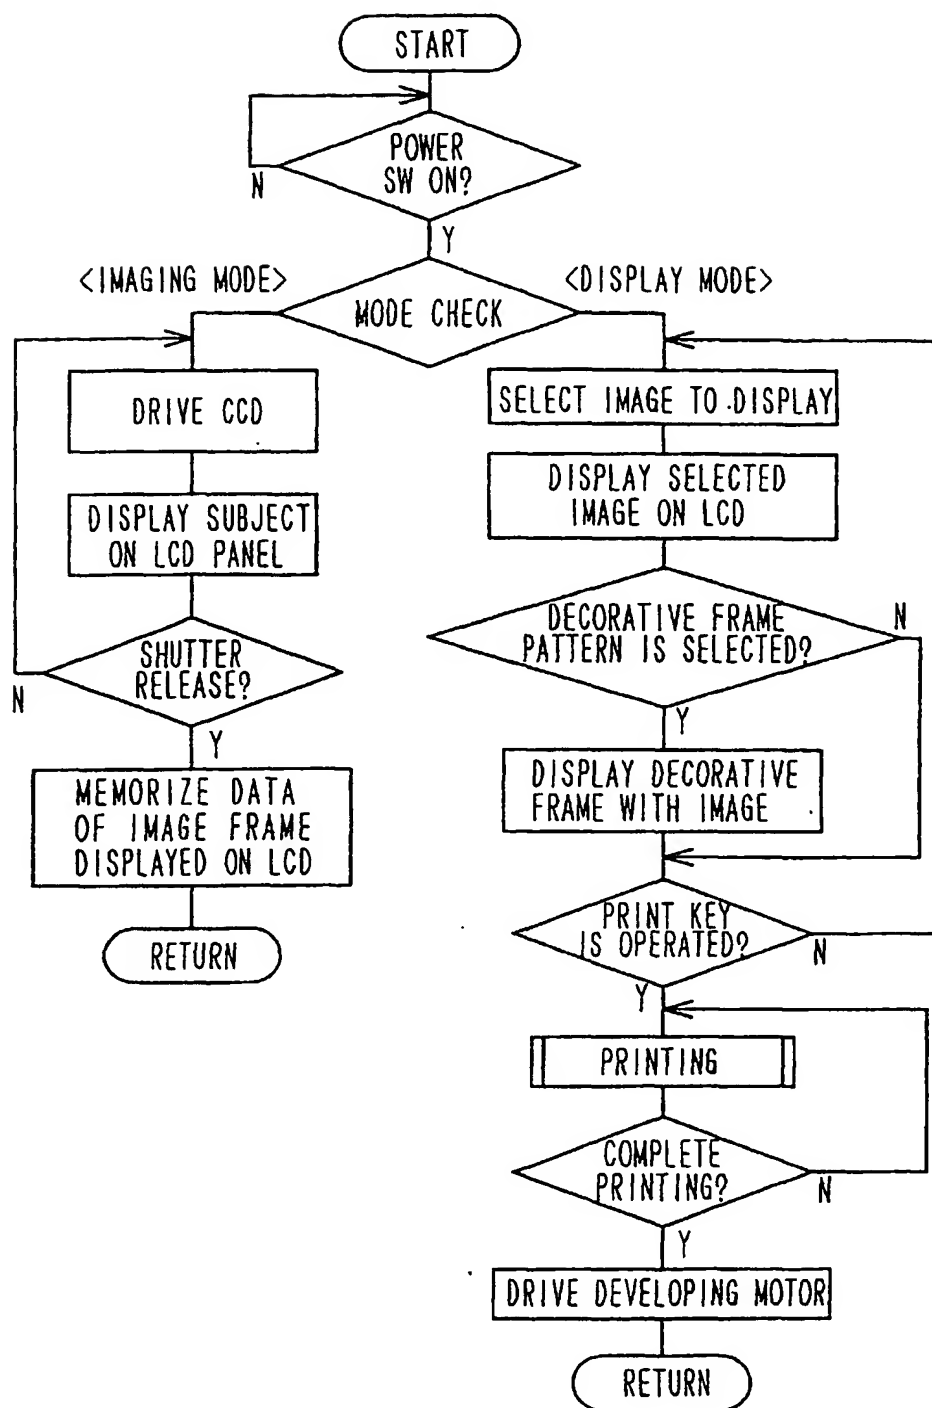 START
POWER
SW ON?
N
Y
<IMAGING MODE>
<DISPLAY MODE>
MODE CHECK
DRIVE CCD
DISPLAY SUBJECT
ON LCD PANEL
SHUTTER
RELEASE?
N
Y
MEMORIZE DATA
OF IMAGE FRAME
DISPLAYED ON LCD
RETURN
SELECT IMAGE TO DISPLAY
DISPLAY SELECTED
IMAGE ON LCD
DECORATIVE FRAME
PATTERN IS SELECTED?
N
Y
DISPLAY DECORATIVE
FRAME WITH IMAGE
PRINT KEY
IS OPERATED?
N
Y
PRINTING
COMPLETE
PRINTING?
N
Y
DRIVE DEVELOPING MOTOR
RETURN